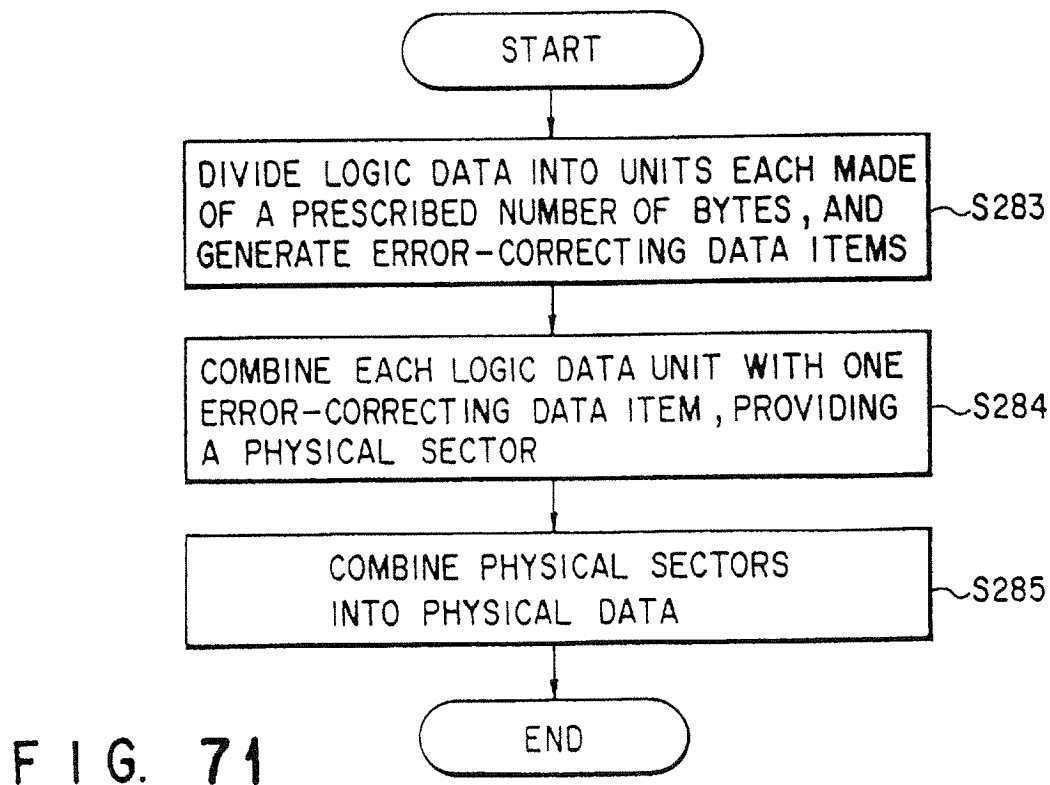 START
DIVIDE LOGIC DATA INTO UNITS EACH MADE
OF A PRESCRIBED NUMBER OF BYTES, AND
GENERATE ERROR-CORRECTING DATA ITEMS
S283
COMBINE EACH LOGIC DATA UNIT WITH ONE
ERROR-CORRECTING DATA ITEM, PROVIDING
A PHYSICAL SECTOR
S284
COMBINE PHYSICAL SECTORS
INTO PHYSICAL DATA
S285
END
FIG. 71